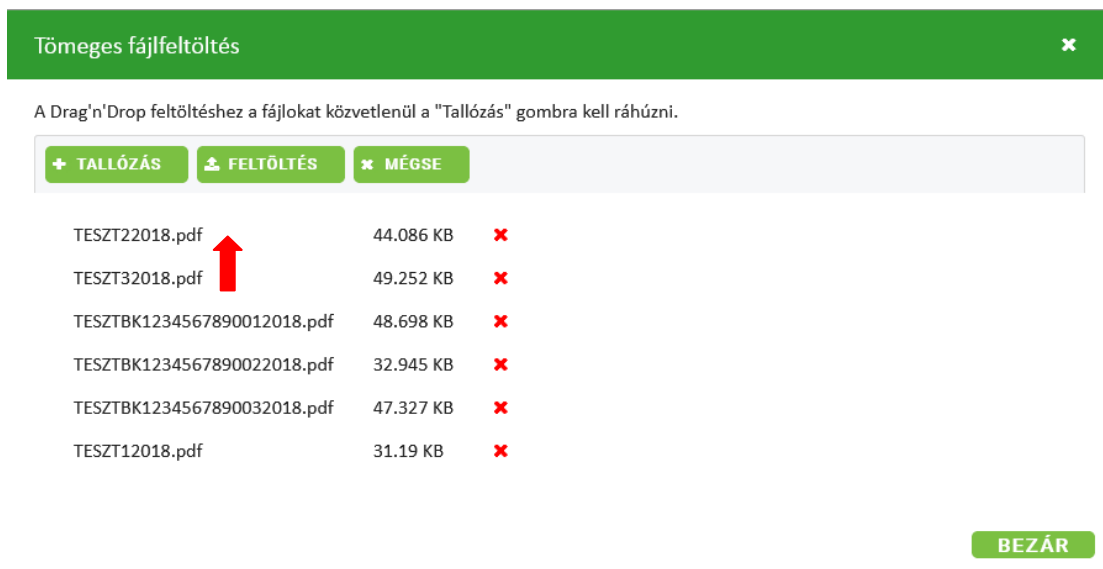 Tömeges fájlfeltöltés
A Drag'n'Drop feltöltéshez a fájlokat közvetlenül a "Tallózás" gombra kell ráhúzni.
TALLÓZÁS FELTÖLTÉS MÉGSE
TESZT22018.pdf 44.086 KB
TESZT32018.pdf 49.252 KB
TESZTBK1234567890012018.pdf 48.698 KB
TESZTBK1234567890022018.pdf 32.945 KB
TESZTBK1234567890032018.pdf 47.327 KB
TESZT12018.pdf 31.19 KB
BEZÁR